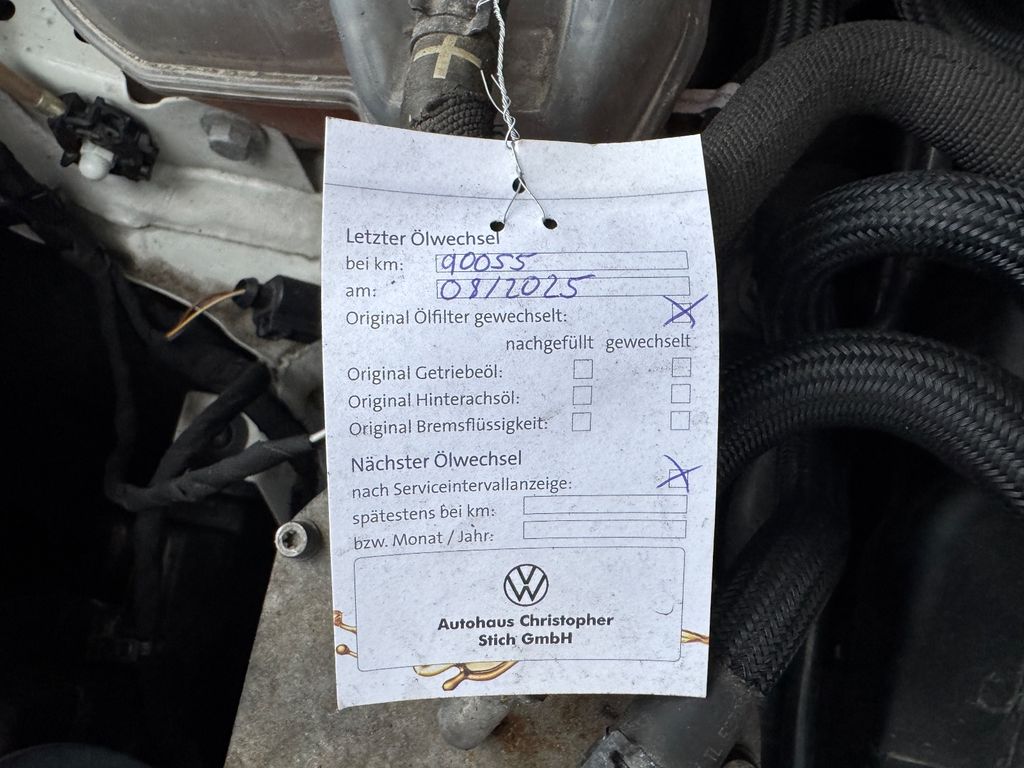 Letzter Ölwechsel
bei km: 90055
am: 08/2025
Original Ölfilter gewechselt:
nachgefüllt gewechselt
Original Getriebeöl:
Original Hinterachsöl:
Original Bremsflüssigkeit:
Nächster Ölwechsel
nach Serviceintervallanzeige:
spätestens bei km:
bzw. Monat / Jahr:
Autohaus Christopher
Stich GmbH